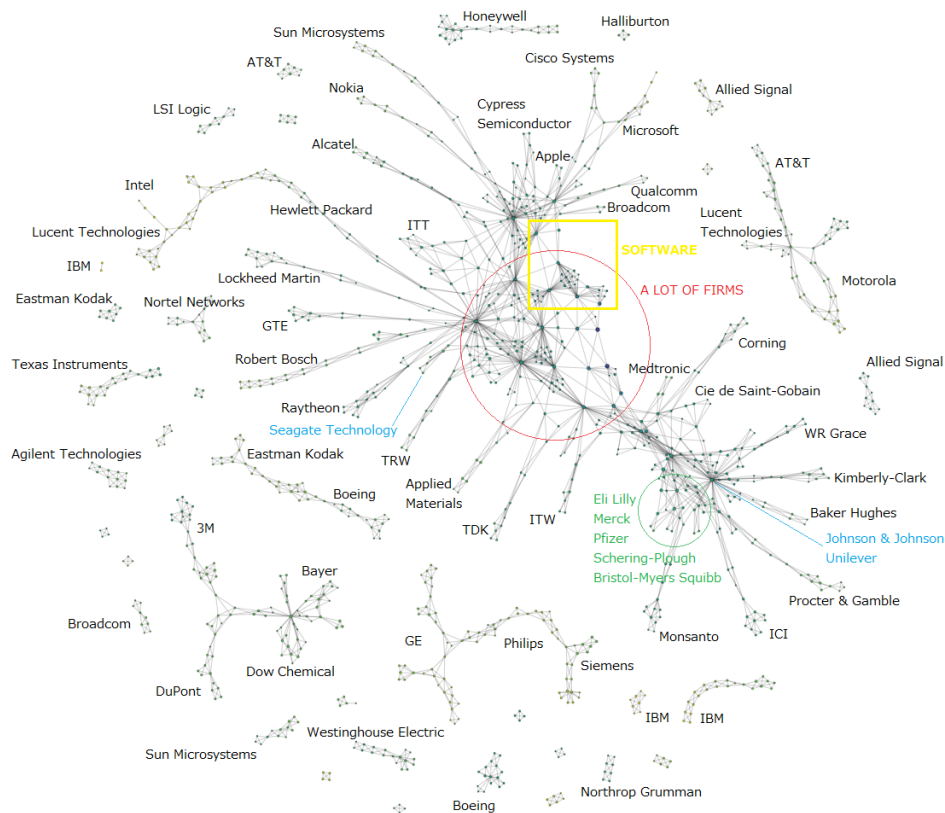 Honeywell
Halliburton
Sun Microsystems
Cisco Systems
AT&T
Nokia
Allied Signal
LSI Logic
Cypress
Semiconductor
Microsoft
Alcatel
Apple
AT&T
Intel
Qualcomm
Hewlett Packard
Broadcom
Lucent
Technologies
Lucent Technologies
ITT
SOFTWARE
IBM
Lockheed Martin
Motorola
A LOT OF FIRMS
Eastman Kodak
Nortel Networks
GTE
Corning
Robert Bosch
Allied Signal
Texas Instruments
Medtronic
Cie de Saint-Gobain
Raytheon
Seagate Technology
WR Grace
Agilent Technologies
Eastman Kodak
TRW
Kimberly-Clark
Applied
Materials
Boeing
Eli Lilly
Merck
Pfizer
Schering-Plough
Bristol-Myers Squibb
Baker Hughes
3M
TDK
ITW
Johnson & Johnson
Unilever
Bayer
Procter & Gamble
Broadcom
Monsanto
ICI
GE
Philips
Dow Chemical
Siemens
DuPont
IBM
IBM
Westinghouse Electric
Sun Microsystems
Northrop Grumman
Boeing